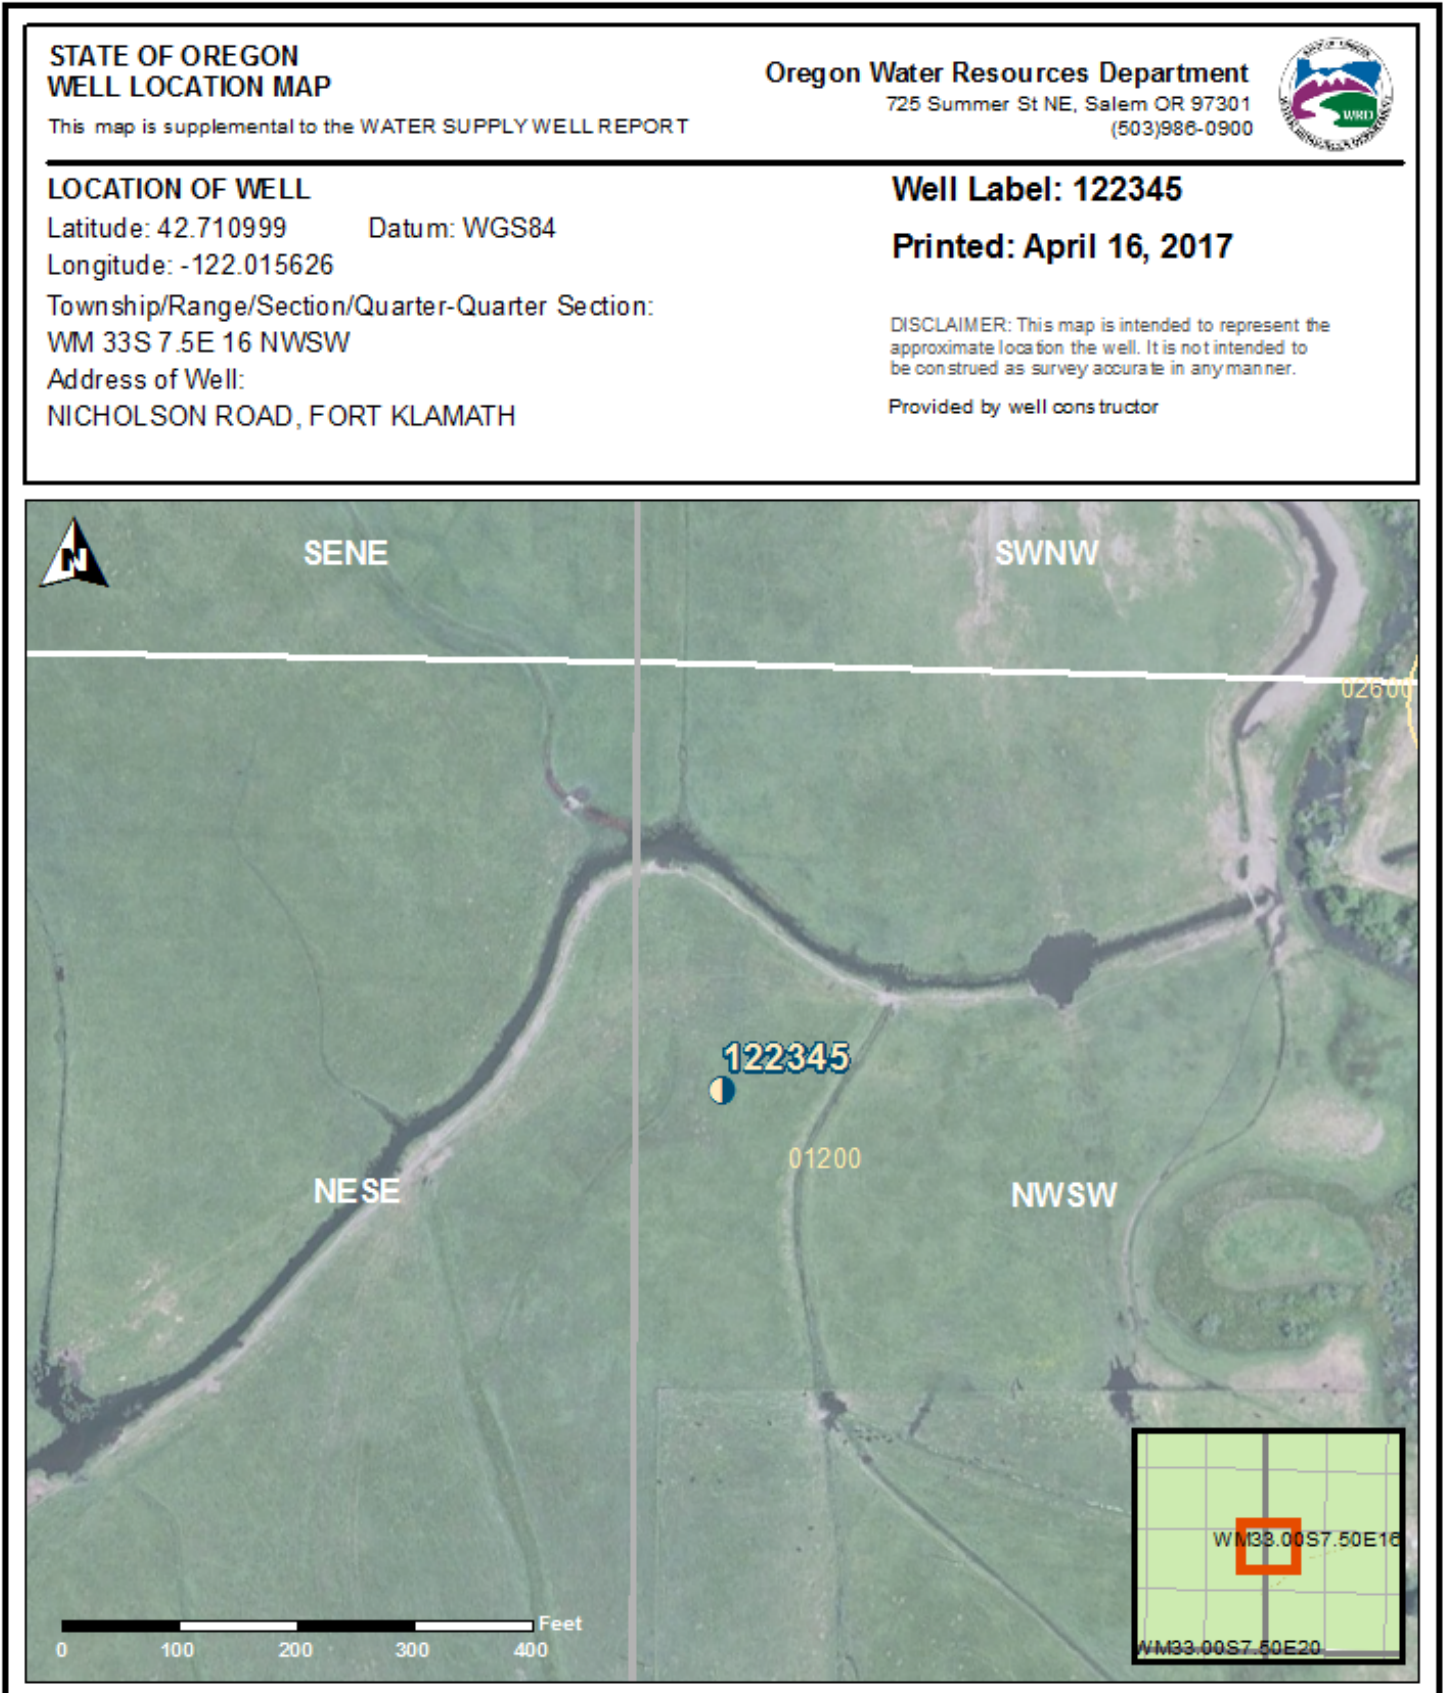 STATE OF OREGON
WELL LOCATION MAP
This map is supplemental to the WATER SUPPLY WELL REPORT
Oregon Water Resources Department
725 Summer St NE, Salem OR 97301
(503)986-0900
WRD
LOCATION OF WELL
Latitude: 42.710999 Datum: WGS84
Longitude: -122.015626
Township/Range/Section/Quarter-Quarter Section:
WM 33S 7.5E 16 NWSW
Address of Well:
NICHOLSON ROAD, FORT KLAMATH
Well Label: 122345
Printed: April 16, 2017
DISCLAIMER: This map is intended to represent the
approximate location the well. It is not intended to
be construed as survey accurate in any manner.
Provided by well constructor
N
SENE
SWNW
02600
122345
01200
NESE
NWSW
WM33.00S7.50E16
WM33.00S7.50E20
Feet
0 100 200 300 400